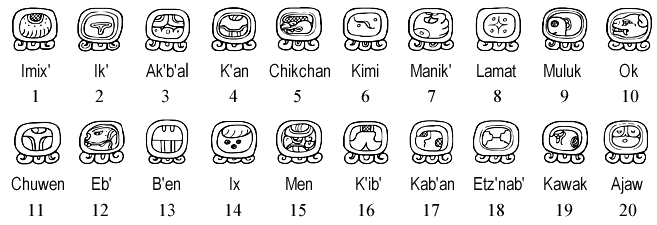 Imix' Ik' Ak'b'al K'an Chikchan Kimi Manik' Lamat Muluk Ok
1 2 3 4 5 6 7 8 9 10
Chuwen Eb' B'en Ix Men K'ib' Kab'an Etz'nab' Kawak Ajaw
11 12 13 14 15 16 17 18 19 20